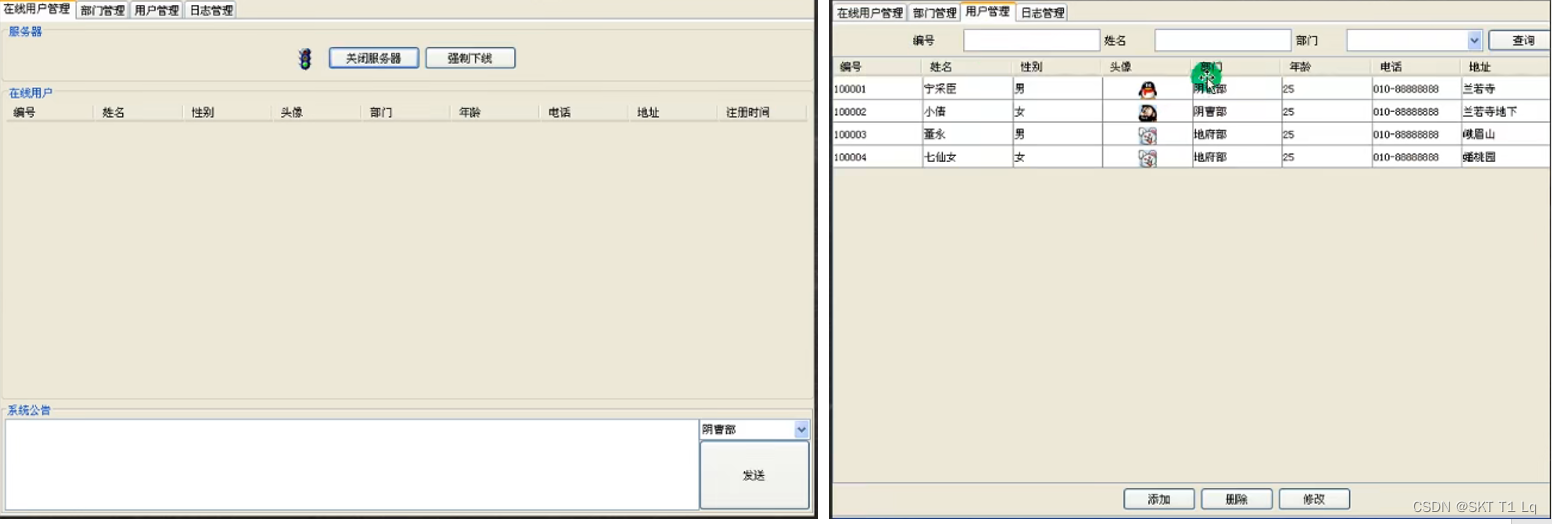 在线用户管理 部门管理 用户管理 日志管理
服务器
关闭服务器 强制下线
在线用户
编号 姓名 性别 头像 部门 年龄 电话 地址 注册时间
系统公告
阴曹部
发送
在线用户管理 部门管理 用户管理 日志管理
编号 姓名 部门 查询
编号 姓名 性别 头像 部门 年龄 电话 地址
100001 宁采臣 男 阴曹部 25 010-88888888 兰若寺
100002 小倩 女 阴曹部 25 010-88888888 兰若寺地下
100003 董永 男 地府部 25 010-88888888 峨眉山
100004 七仙女 女 地府部 25 010-88888888 蟠桃园
添加 删除 修改
CSDN @SKT T1 Lq